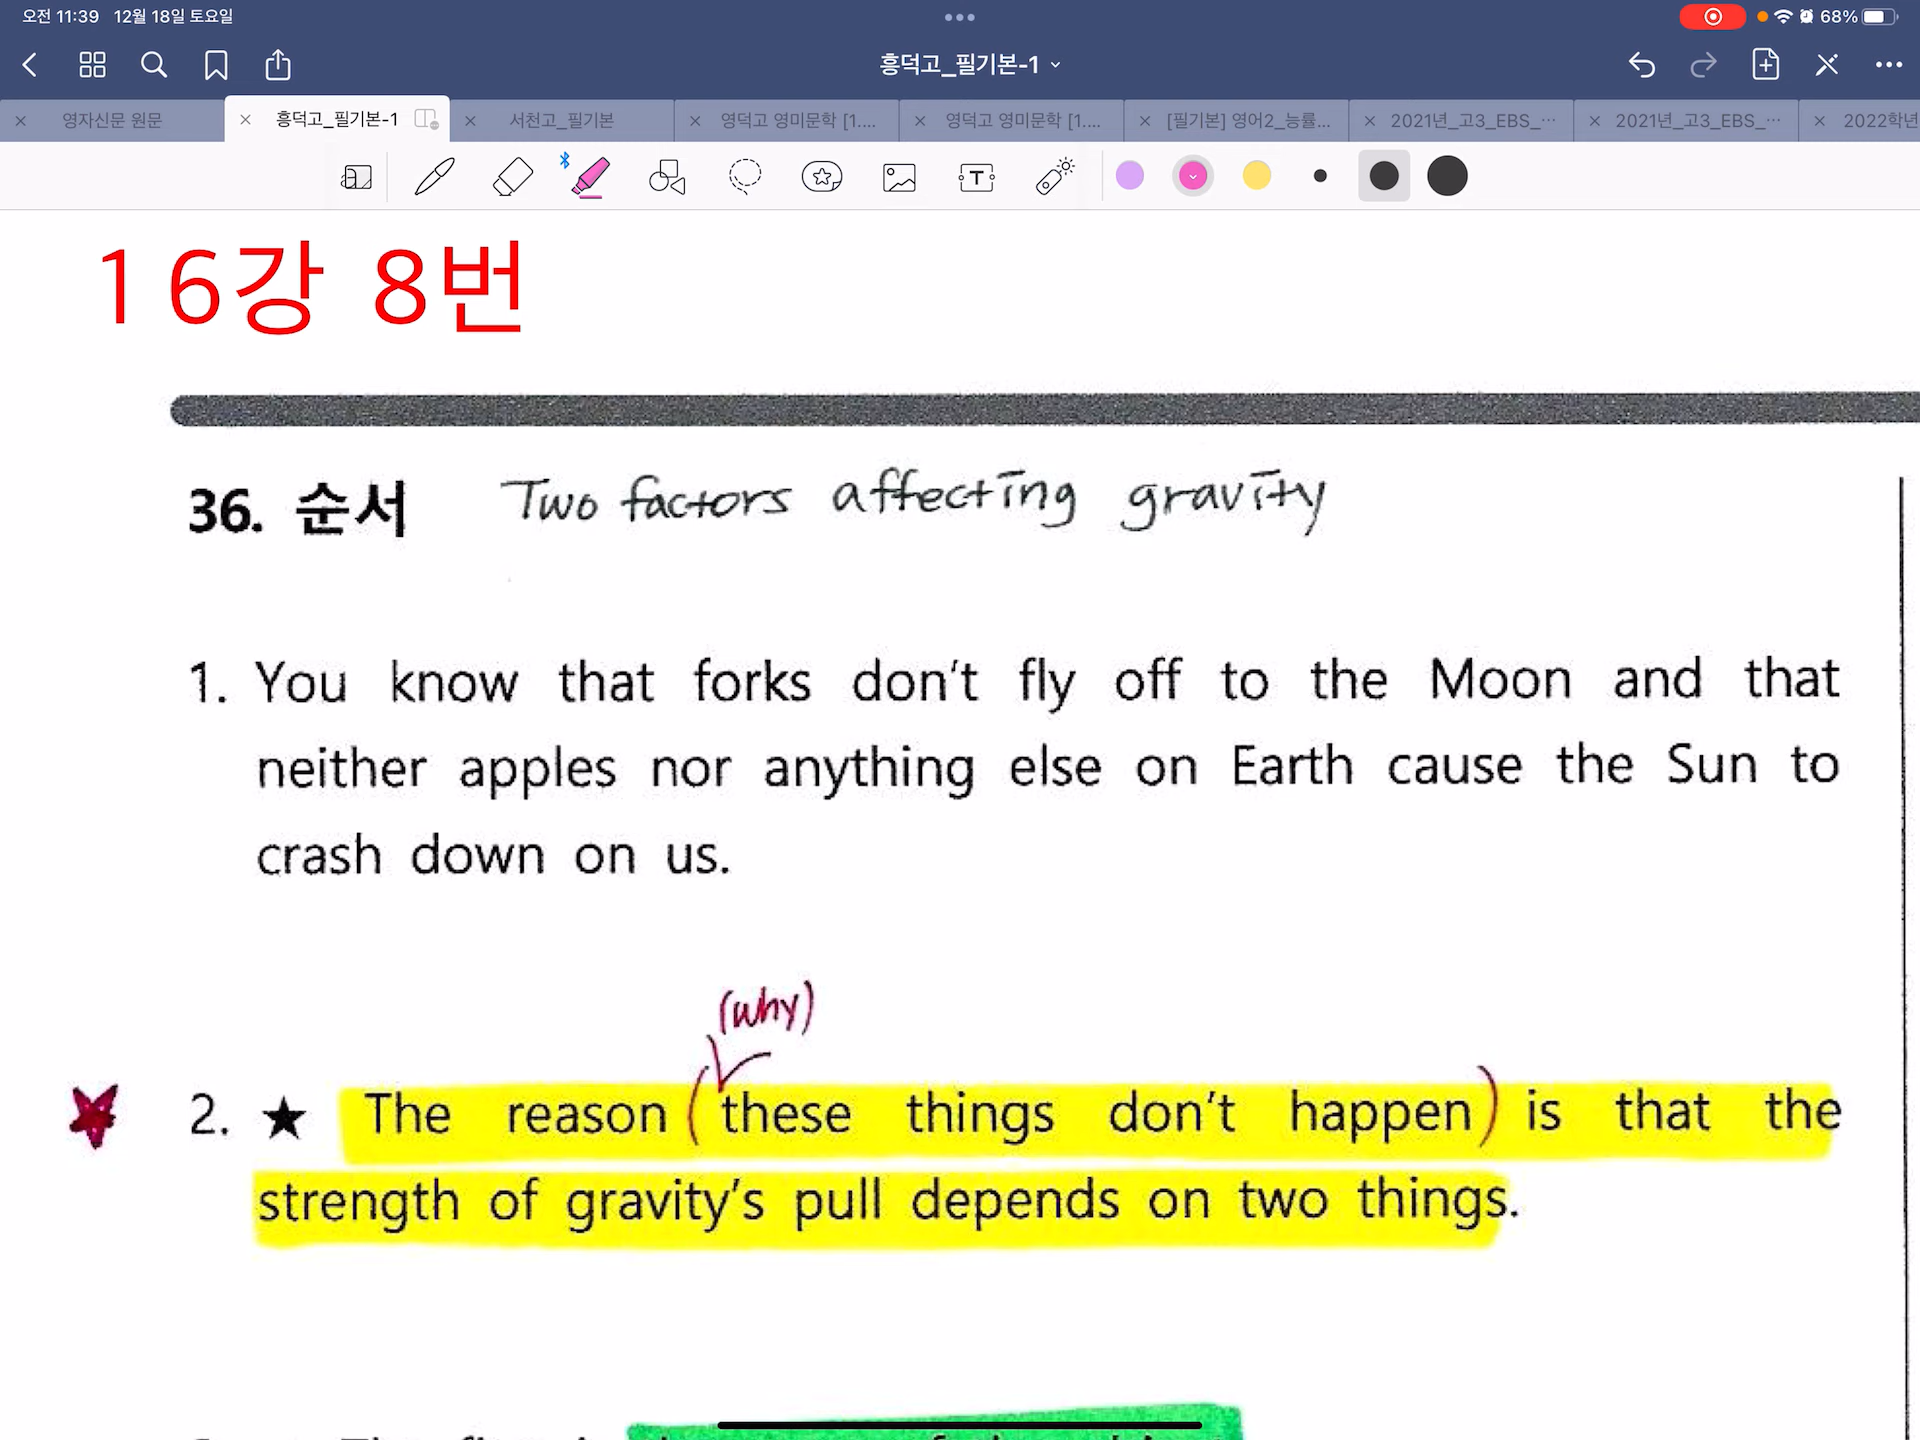 오전 11:39 12월 18일 토요일
68%
흥덕고_필기본-1
영자신문 원문
흥덕고_필기본-1
서천고_필기본
영덕고 영미문학 [1....
영덕고 영미문학 [1....
[필기본] 영어2_능률...
2021년_고3_EBS_...
2021년_고3_EBS_...
2022학년
16강 8번
36. 순서 Two factors affecting gravity
1. You know that forks don't fly off to the Moon and that
neither apples nor anything else on Earth cause the Sun to
crash down on us.
(why)
2. ★ The reason (these things don't happen) is that the
strength of gravity's pull depends on two things.